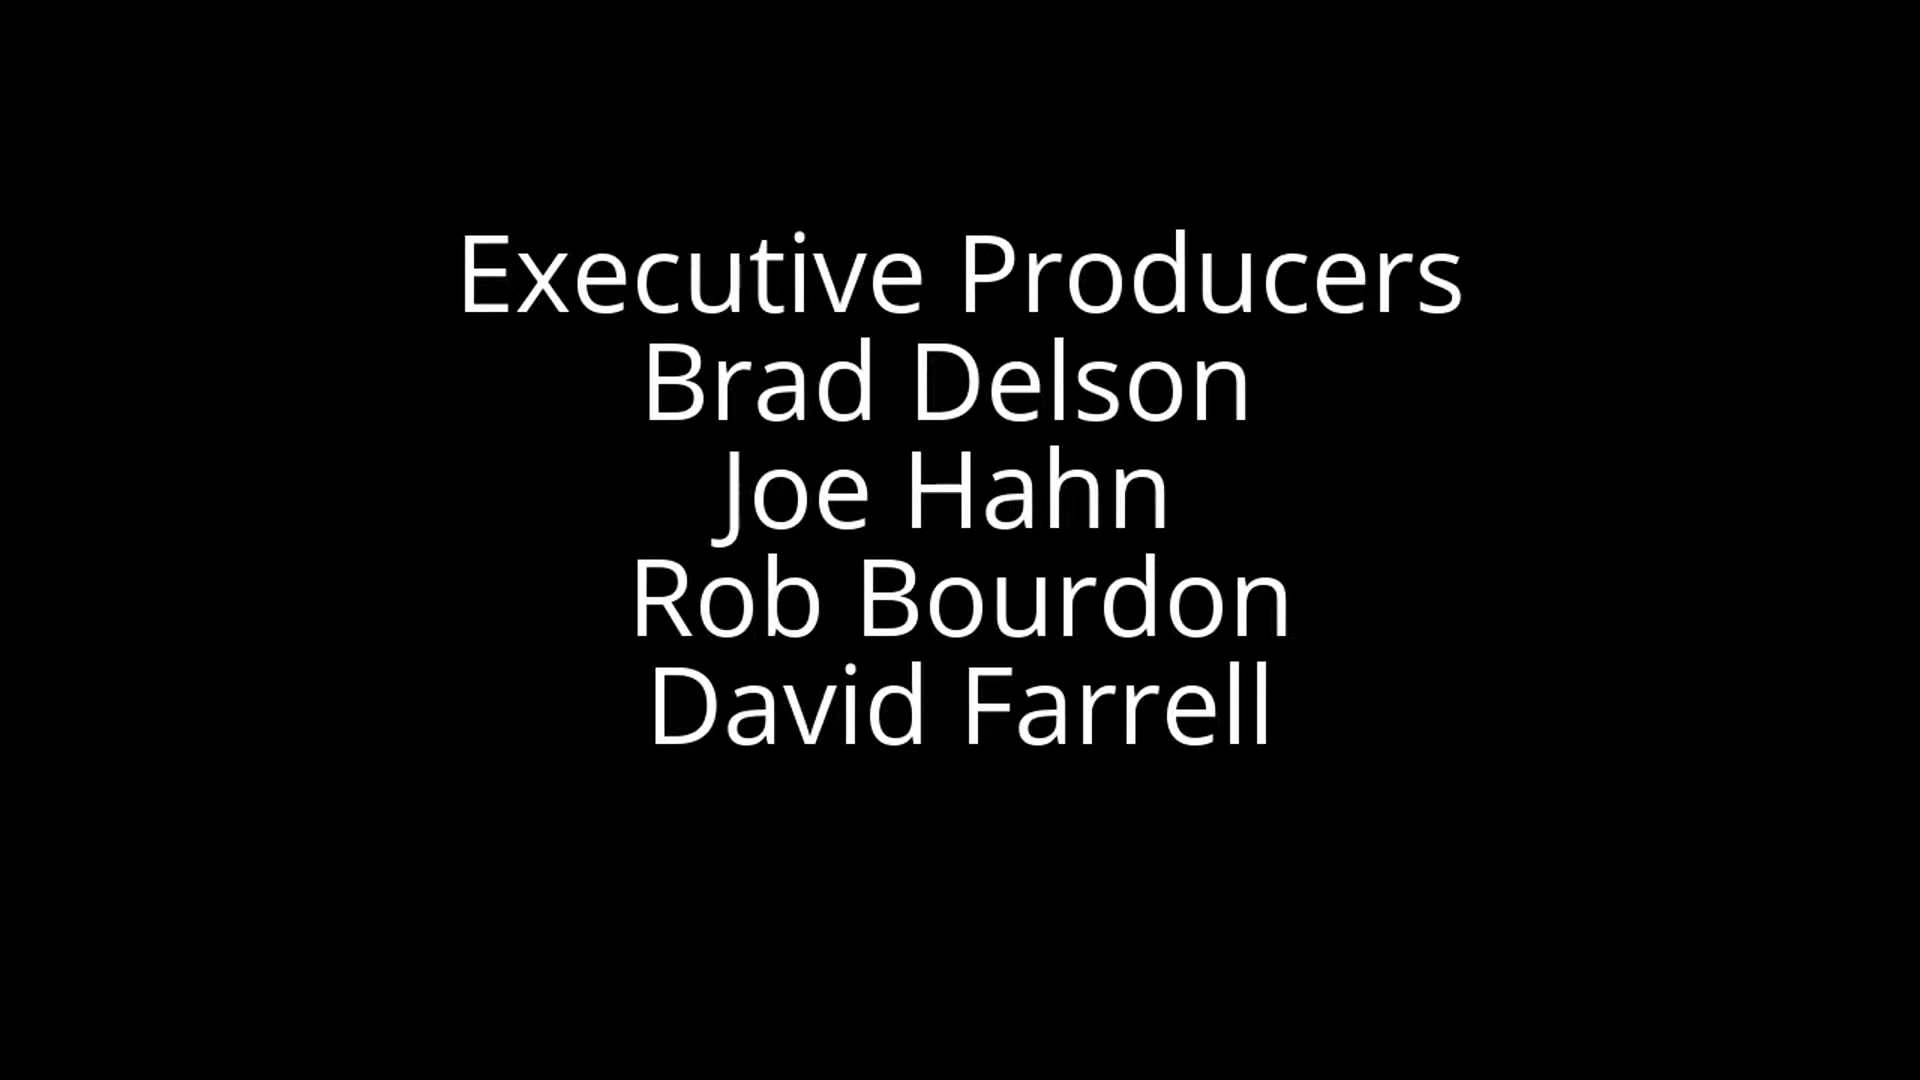 Executive Producers
Brad Delson
Joe Hahn
Rob Bourdon
David Farrell